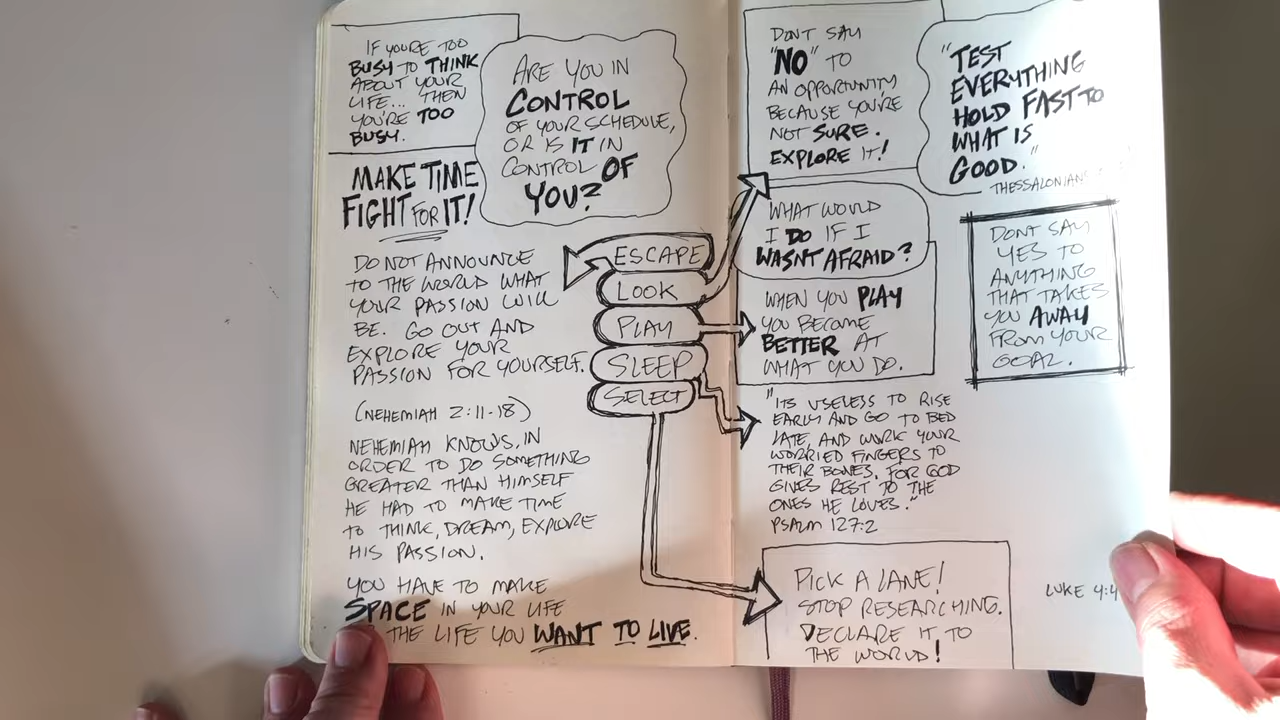 IF YOU'RE TOO
BUSY TO THINK
ABOUT YOUR
LIFE... THEN
YOU'RE TOO
BUSY.
ARE YOU IN
CONTROL
OF YOUR SCHEDULE,
OR IS IT IN
CONTROL OF
YOU?
MAKE TIME
FIGHT FOR IT!
DO NOT ANNOUNCE
TO THE WORLD WHAT
YOUR PASSION WILL
BE. GO OUT AND
EXPLORE YOUR
PASSION FOR YOURSELF.
(NEHEMIAH 2:11-18)
NEHEMIAH KNOWS, IN
ORDER TO DO SOMETHING
GREATER THAN HIMSELF
HE HAD TO MAKE TIME
TO THINK, DREAM, EXPLORE
HIS PASSION.
YOU HAVE TO MAKE
SPACE IN YOUR LIFE
THE LIFE YOU WANT TO LIVE.
ESCAPE
LOOK
PLAY
SLEEP
SELECT
DONT SAY
"NO" TO
AN OPPORTUNITY
BECAUSE YOU'RE
NOT SURE.
EXPLORE IT!
"TEST
EVERYTHING
HOLD FAST TO
WHAT IS
GOOD."
THESSALONIANS
WHAT WOULD
I DO IF I
WASNT AFRAID?
WHEN YOU PLAY
YOU BECOME
BETTER AT
WHAT YOU DO.
DONT SAY
YES TO
ANYTHING
THAT TAKES
YOU AWAY
FROM YOUR
GOAL.
"ITS USELESS TO RISE
EARLY AND GO TO BED
LATE, AND WORK YOUR
WORRIED FINGERS TO
THEIR BONES. FOR GOD
GIVES REST TO THE
ONES HE LOVES."
PSALM 127:2
PICK A LANE!
STOP RESEARCHING.
DECLARE IT TO
THE WORLD!
LUKE 4:4